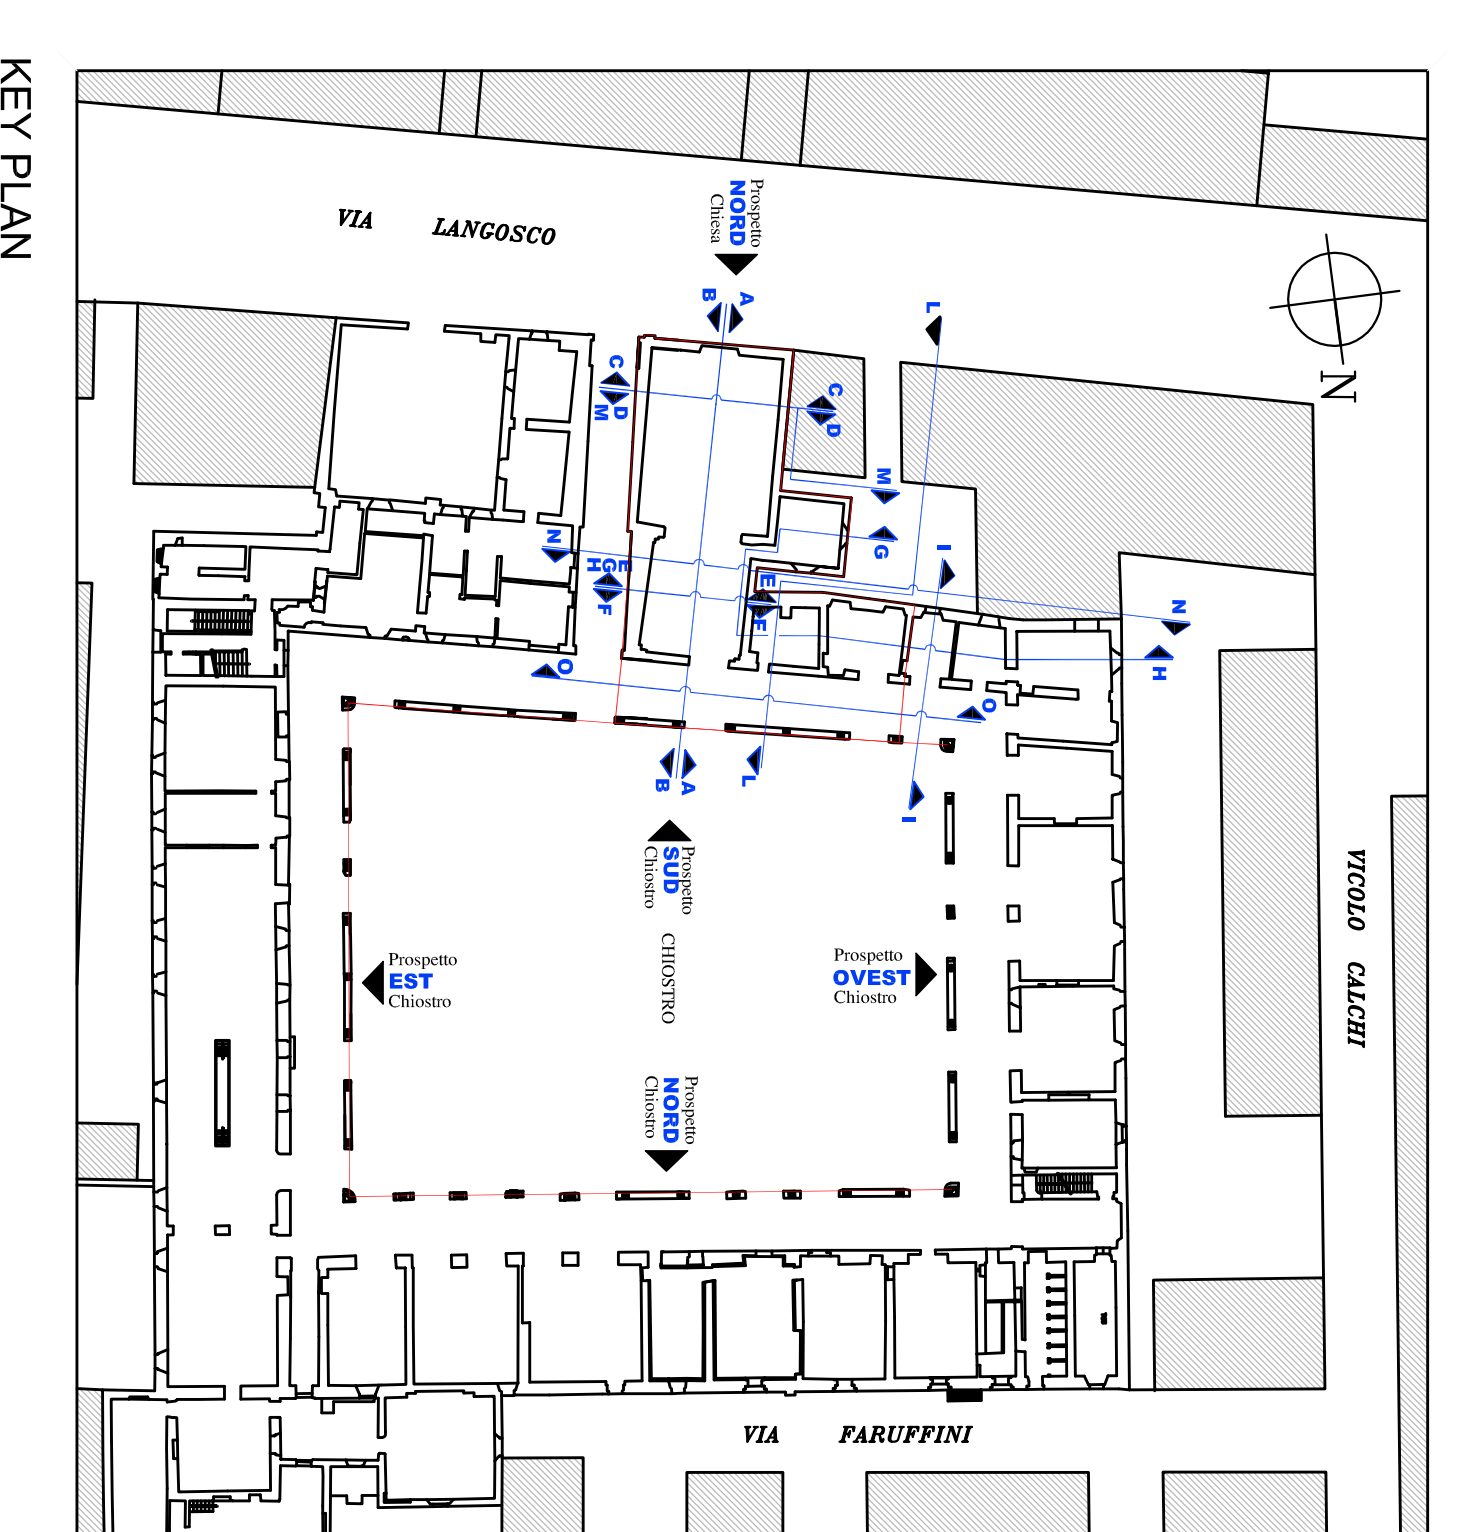 KEY PLAN
VIA LANGOSCO
Prospetto
NORD
Chiesa
N
B
A
L
C
D
M
C
D
M
G
I
N
N
H
G
E
F
E
F
H
O
O
B
A
L
I
Prospetto
SUD
Chiostro
CHIOSTRO
Prospetto
EST
Chiostro
Prospetto
OVEST
Chiostro
Prospetto
NORD
Chiostro
VICOLO CALCHI
VIA FARUFFINI